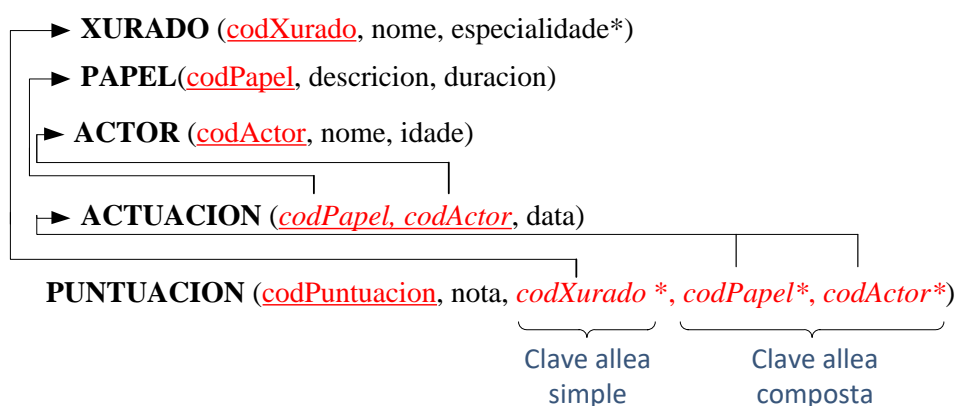 XURADO (codXurado, nome, especialidade*)
PAPEL(codPapel, descricion, duracion)
ACTOR (codActor, nome, idade)
ACTUACION (codPapel, codActor, data)
PUNTUACION (codPuntuacion, nota, codXurado *, codPapel*, codActor*)
Clave allea
simple
Clave allea
composta